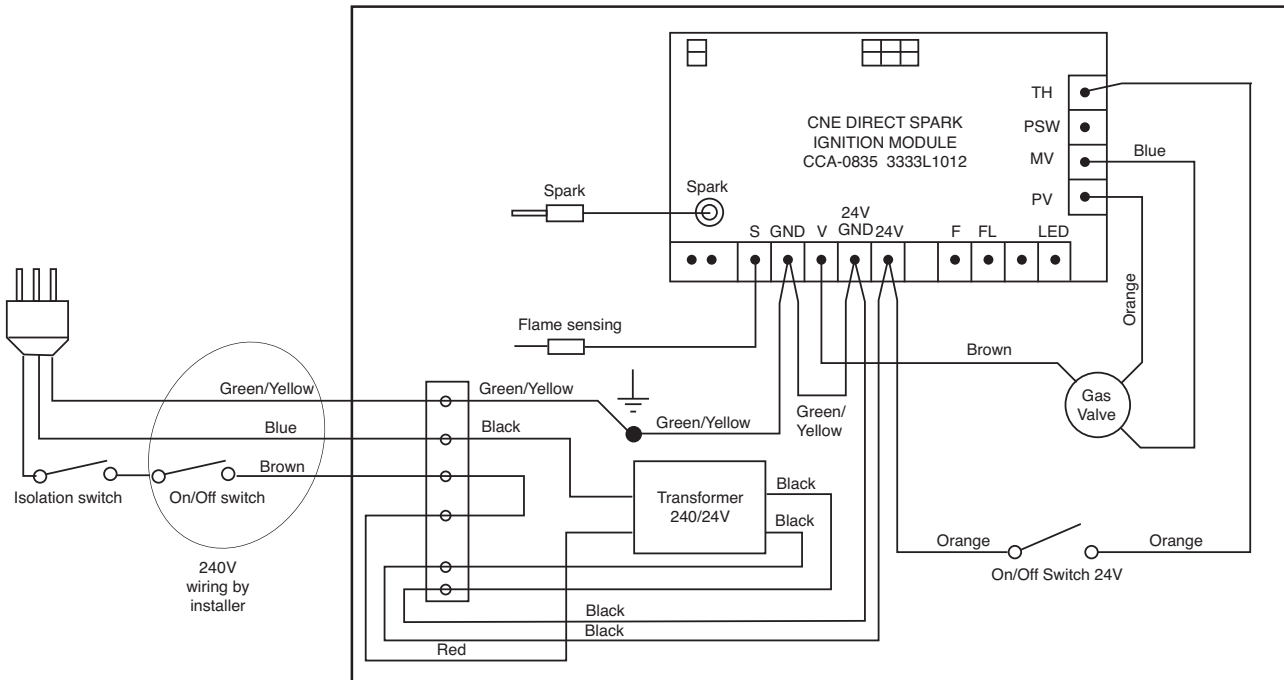 CNE DIRECT SPARK
IGNITION MODULE
CCA-0835 3333L1012
TH
PSW
MV
PV
Blue
Spark
Spark
S GND V 24V GND 24V F FL LED
Orange
Flame sensing
Brown
Gas
Valve
Green/Yellow
Green/Yellow
Green/Yellow
Green/
Yellow
Blue
Black
Brown
Isolation switch
On/Off switch
Transformer
240/24V
Black
Black
Orange
Orange
On/Off Switch 24V
240V
wiring by
installer
Black
Black
Red